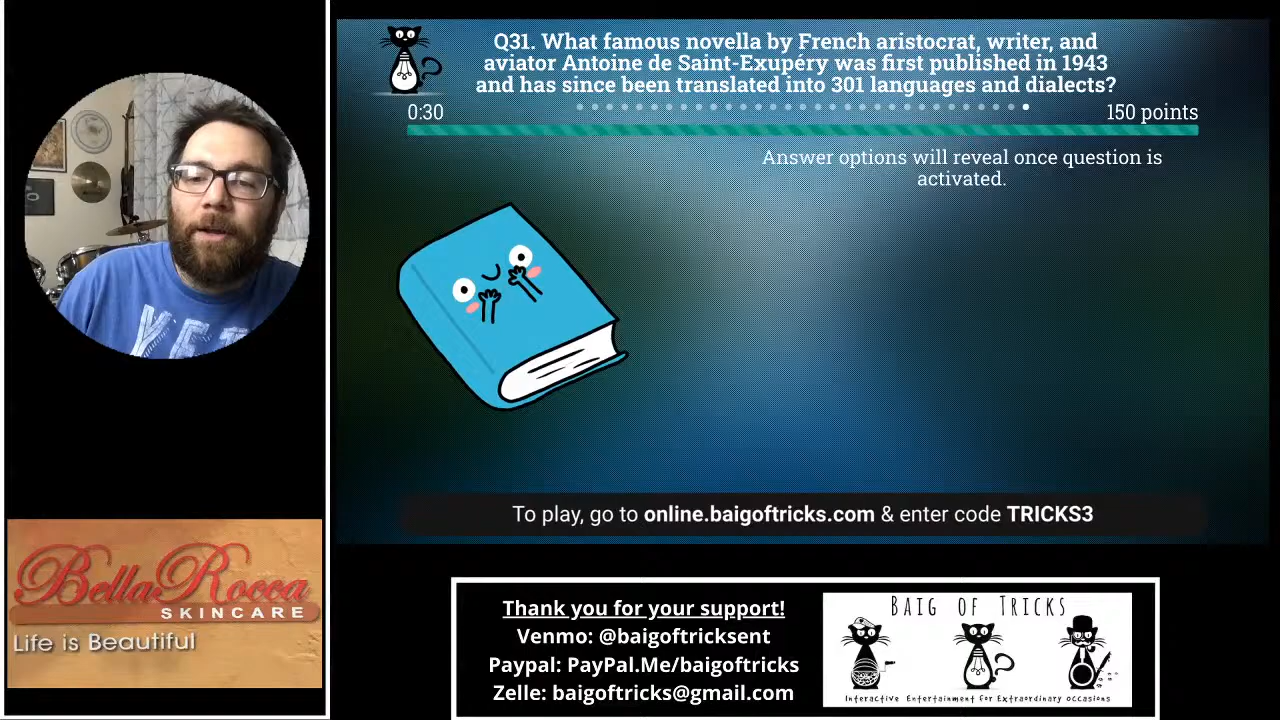 Q31. What famous novella by French aristocrat, writer, and
aviator Antoine de Saint-Exupéry was first published in 1943
and has since been translated into 301 languages and dialects?
0:30
150 points
Answer options will reveal once question is
activated.
To play, go to online.baigoftricks.com & enter code TRICKS3
YET
BellaRocca
SKINCARE
Life is Beautiful
Thank you for your support!
Venmo: @baigoftricksent
Paypal: PayPal.Me/baigoftricks
Zelle: baigoftricks@gmail.com
BAIG OF TRICKS
Interactive Entertainment for Extraordinary occasions